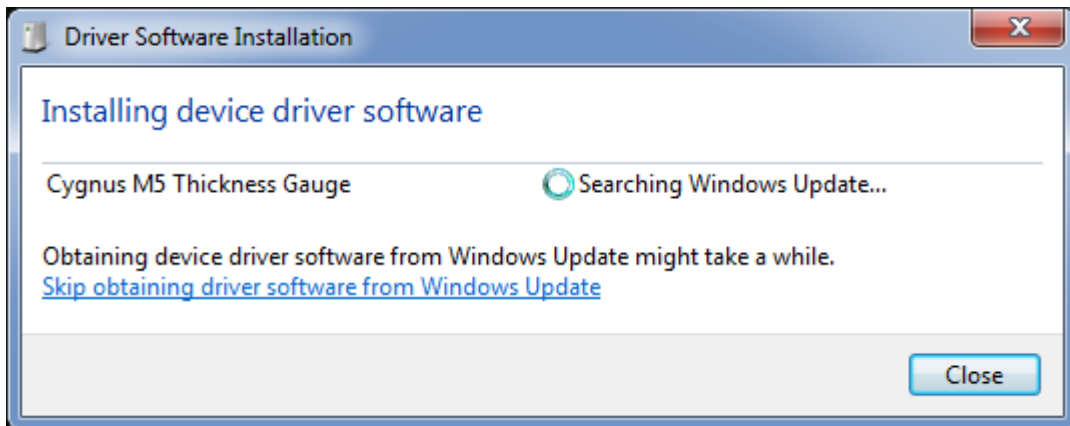 Driver Software Installation
Installing device driver software
Cygnus M5 Thickness Gauge Searching Windows Update...
Obtaining device driver software from Windows Update might take a while.
Skip obtaining driver software from Windows Update
Close